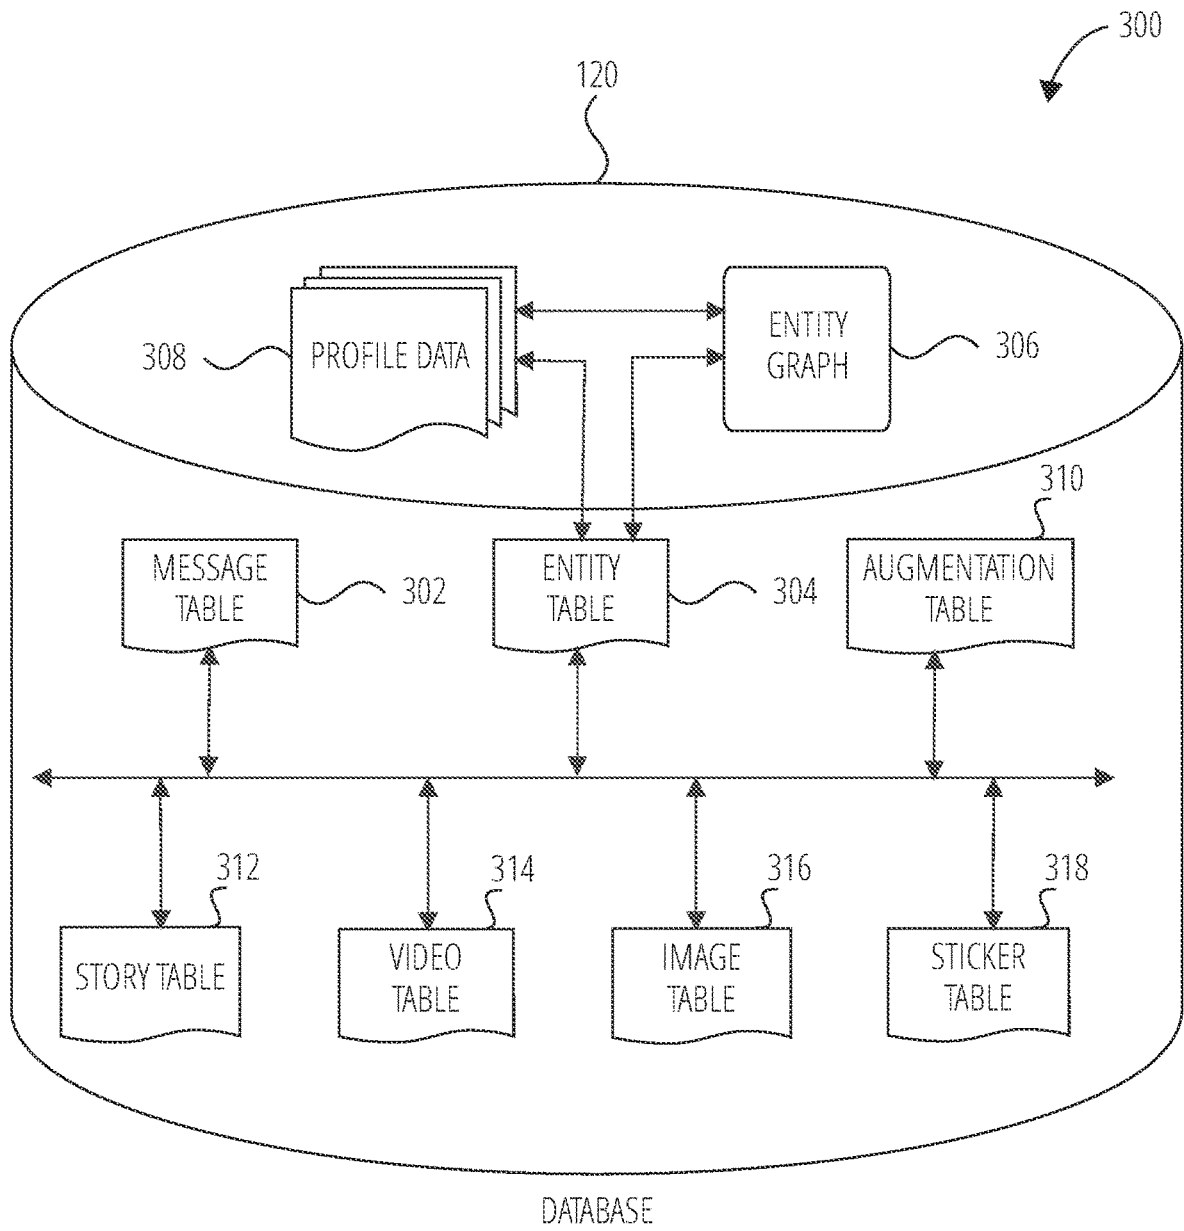 300
120
308
PROFILE DATA
ENTITY
GRAPH
306
310
MESSAGE
TABLE
302
ENTITY
TABLE
304
AUGMENTATION
TABLE
312
314
316
318
STORY TABLE
VIDEO
TABLE
IMAGE
TABLE
STICKER
TABLE
DATABASE